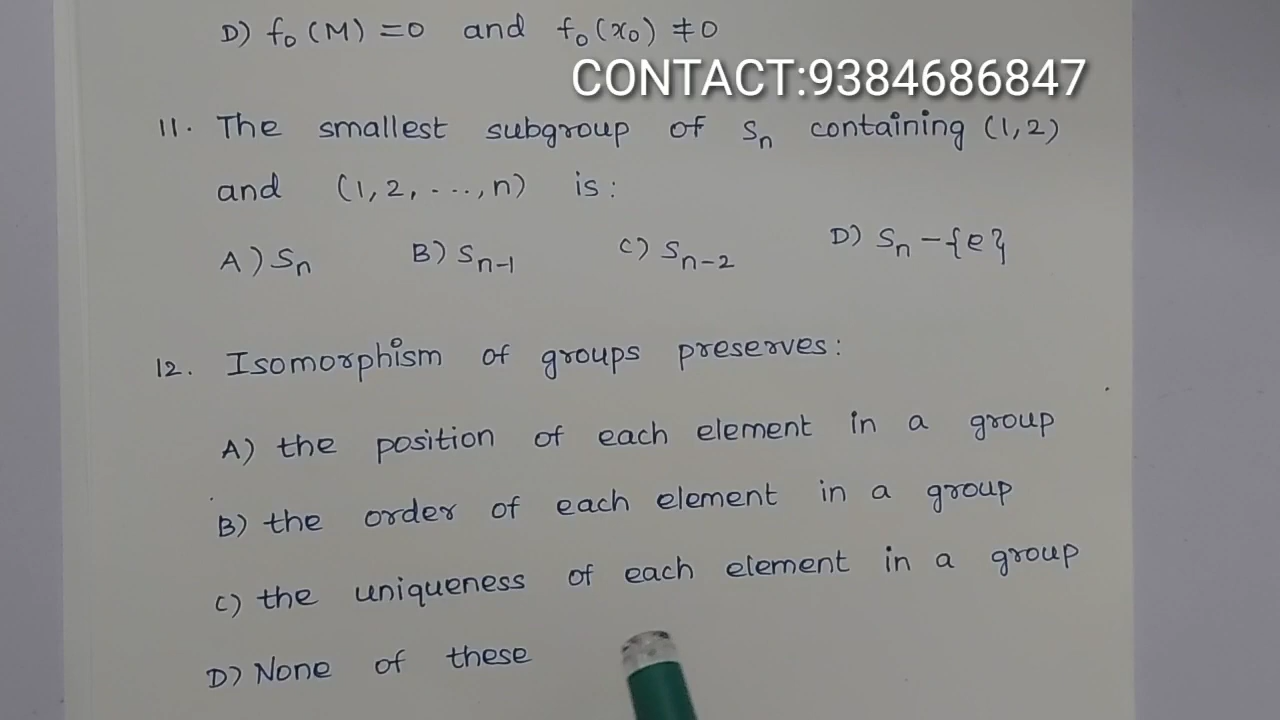 D) f₀ (M) =0 and f₀(x₀) ≠0
CONTACT:9384686847
11. The smallest subgroup of Sₙ containing (1,2)
and (1,2, ..., n) is:
A) Sₙ B) Sₙ₋₁ C) Sₙ₋₂ D) Sₙ -{e}
12. Isomorphism of groups preserves:
A) the position of each element in a group
B) the order of each element in a group
C) the uniqueness of each element in a group
D) None of these